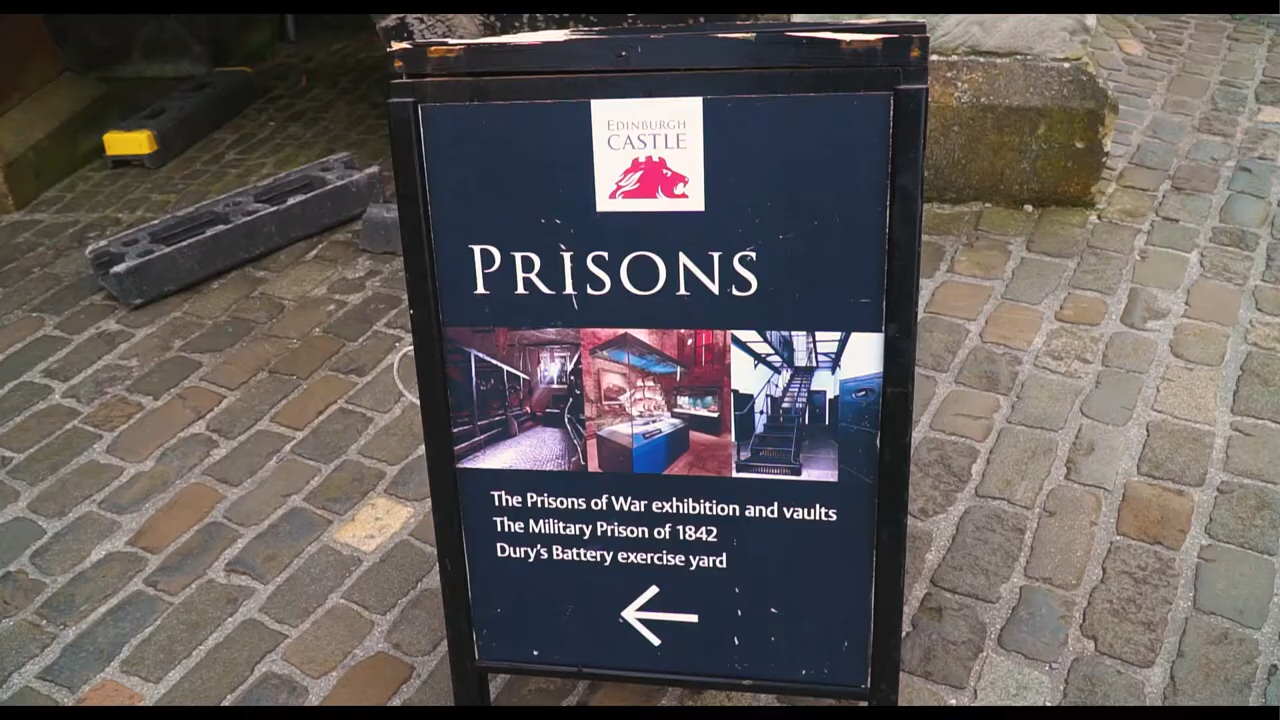 EDINBURGH
CASTLE
PRISONS
The Prisons of War exhibition and vaults
The Military Prison of 1842
Dury's Battery exercise yard